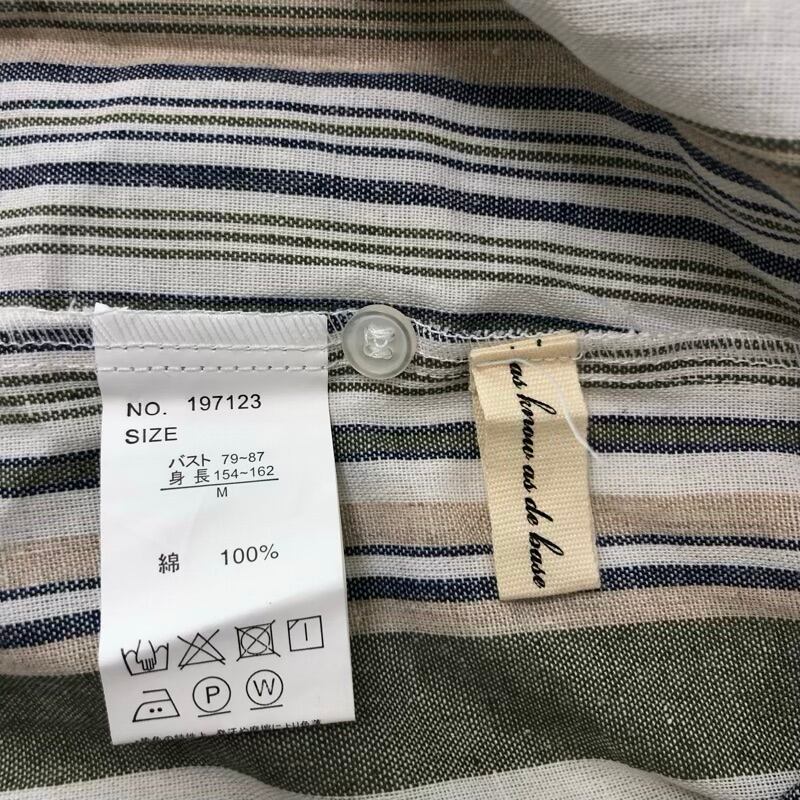 NO. 197123
SIZE
バスト 79~87
身 長 154~162
M
綿 100%
P W
as know as de base